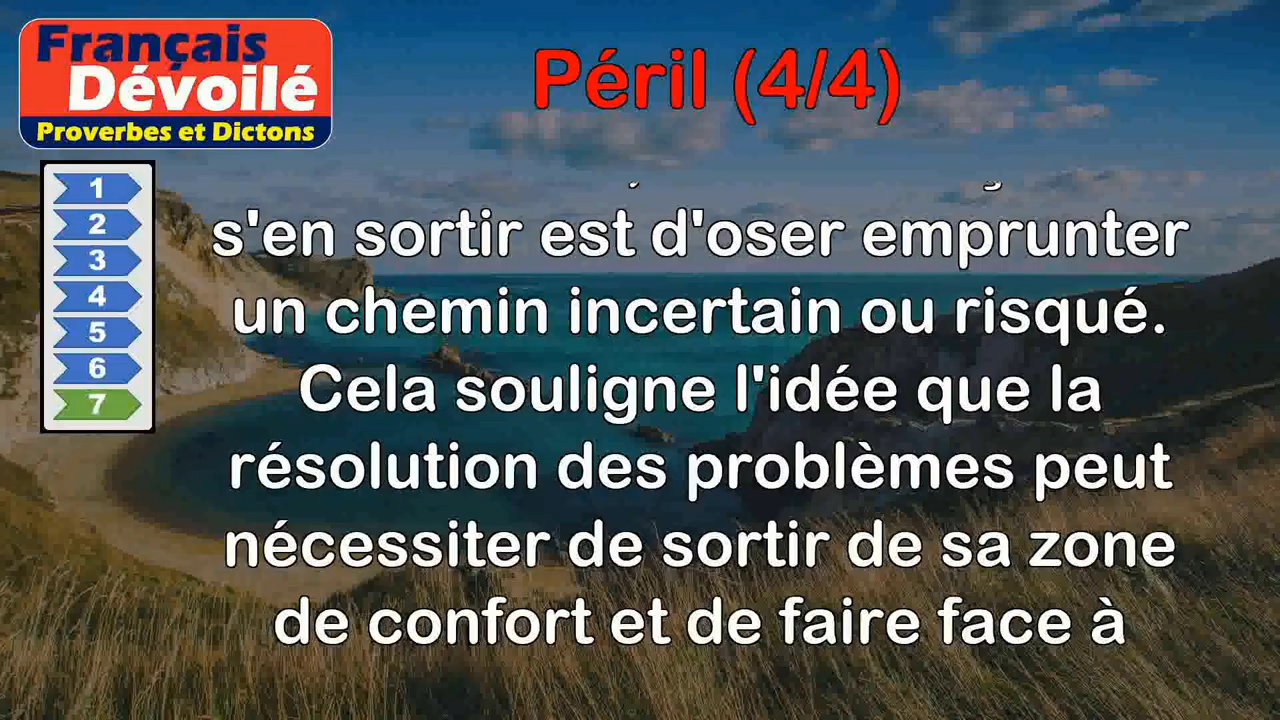 Français
Dévoilé
Proverbes et Dictons
Péril (4/4)
1
2
3
4
5
6
7
s'en sortir est d'oser emprunter
un chemin incertain ou risqué.
Cela souligne l'idée que la
résolution des problèmes peut
nécessiter de sortir de sa zone
de confort et de faire face à